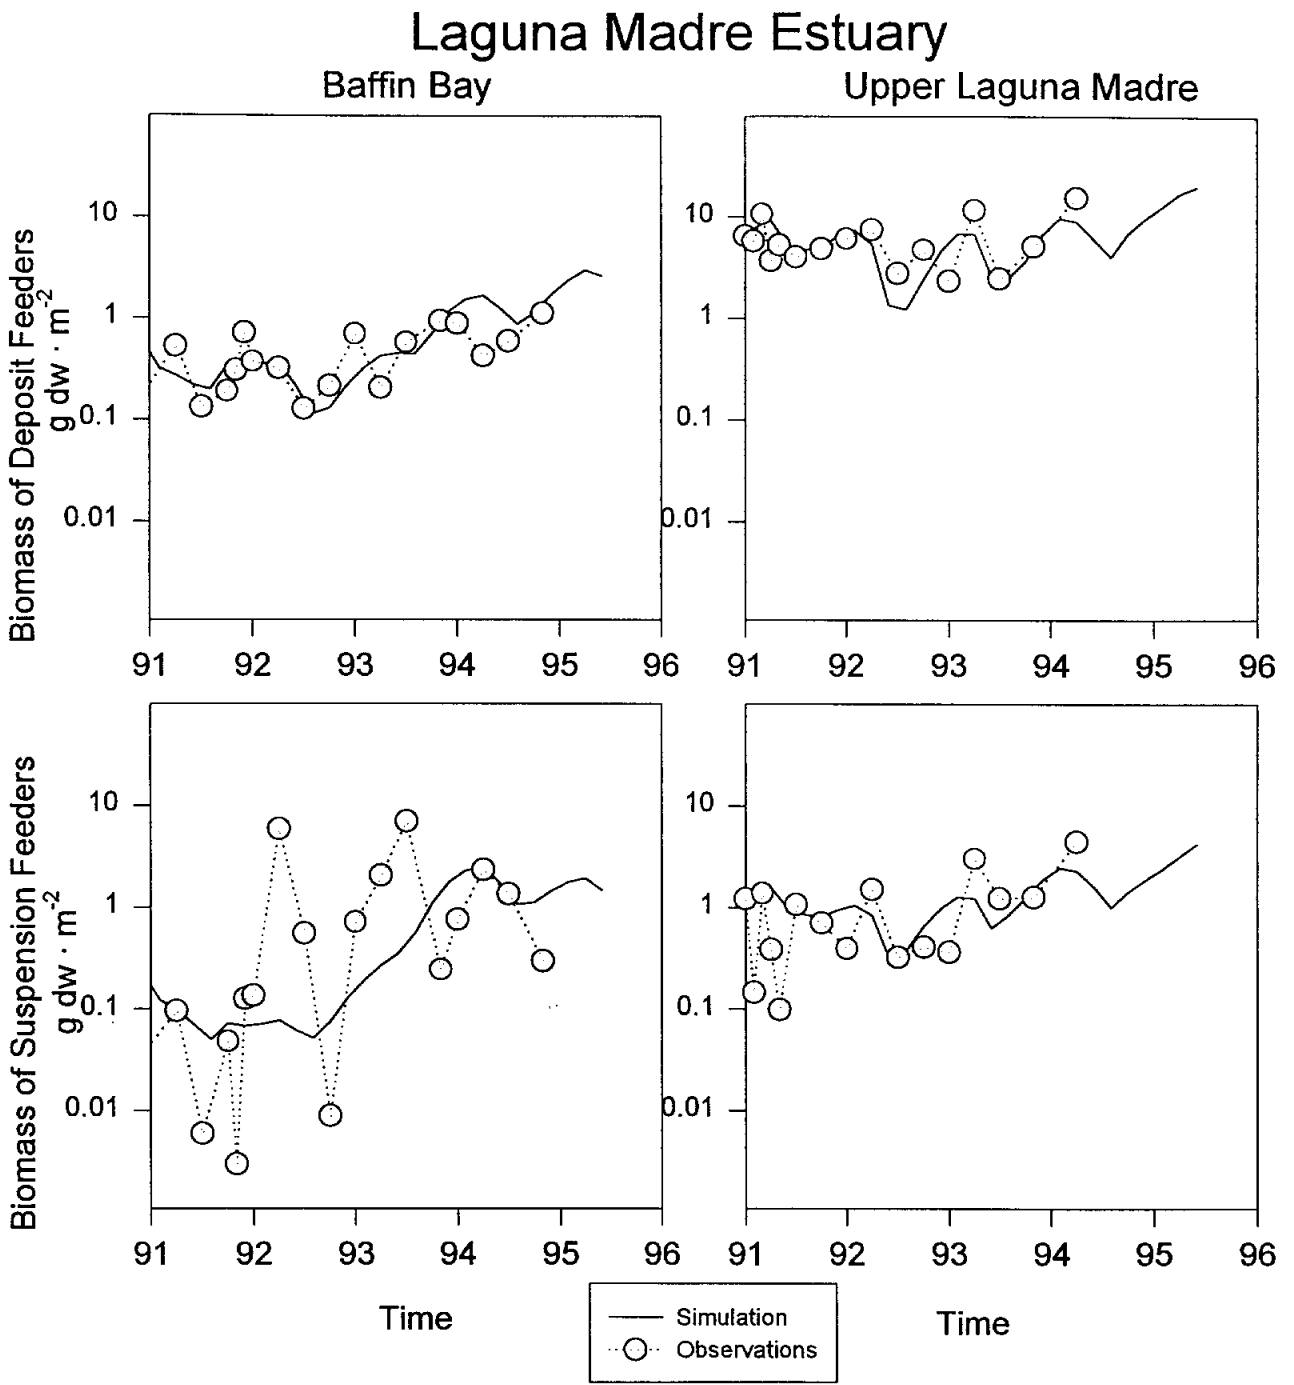 Laguna Madre Estuary
Baffin Bay
Upper Laguna Madre
Biomass of Deposit Feeders
g dw · m-2
10
1
0.1
0.01
91 92 93 94 95 96
10
1
0.1
0.01
91 92 93 94 95 96
Biomass of Suspension Feeders
g dw · m-2
10
1
0.1
0.01
91 92 93 94 95 96
Time
10
1
0.1
0.01
91 92 93 94 95 96
Time
Simulation
Observations